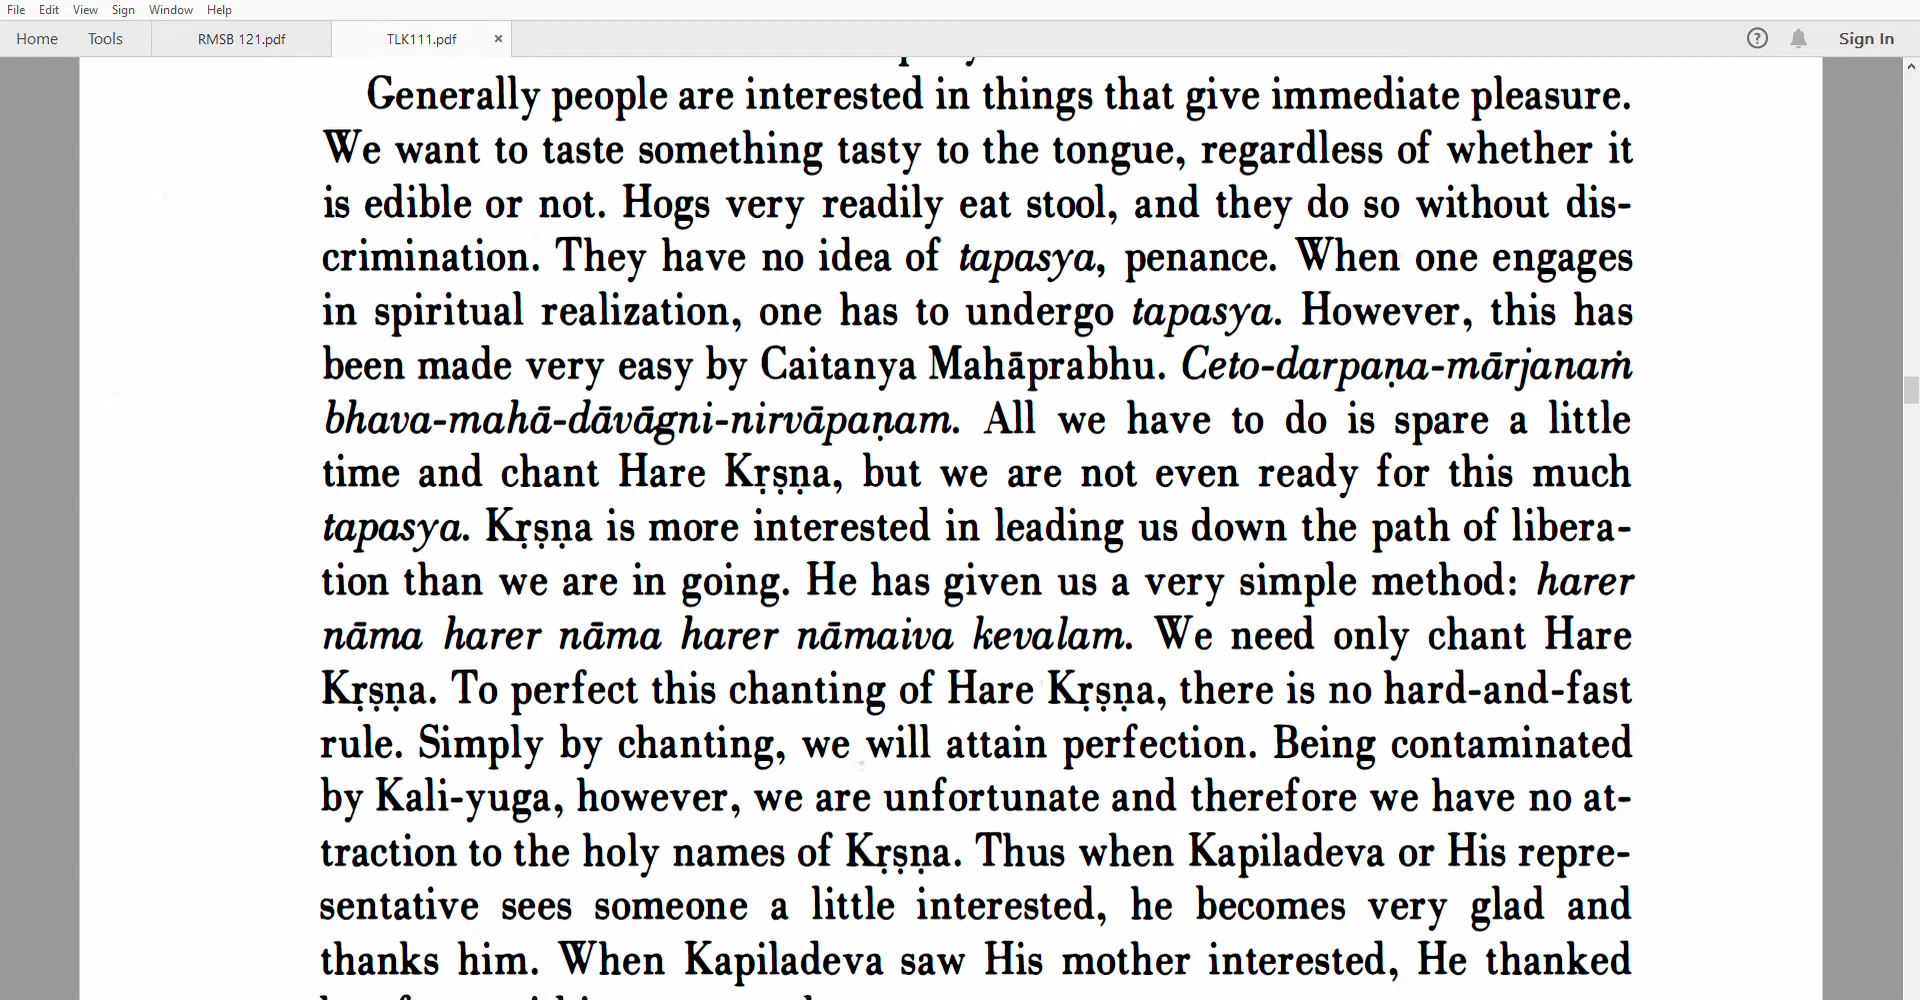 File Edit View Sign Window Help
Home Tools RMSB 121.pdf TLK111.pdf × ? Sign In
Generally people are interested in things that give immediate pleasure.
We want to taste something tasty to the tongue, regardless of whether it
is edible or not. Hogs very readily eat stool, and they do so without dis-
crimination. They have no idea of tapasya, penance. When one engages
in spiritual realization, one has to undergo tapasya. However, this has
been made very easy by Caitanya Mahāprabhu. Ceto-darpaṇa-mārjanaṁ
bhava-mahā-dāvāgni-nirvāpaṇam. All we have to do is spare a little
time and chant Hare Kṛṣṇa, but we are not even ready for this much
tapasya. Kṛṣṇa is more interested in leading us down the path of libera-
tion than we are in going. He has given us a very simple method: harer
nāma harer nāma harer nāmaiva kevalam. We need only chant Hare
Kṛṣṇa. To perfect this chanting of Hare Kṛṣṇa, there is no hard-and-fast
rule. Simply by chanting, we will attain perfection. Being contaminated
by Kali-yuga, however, we are unfortunate and therefore we have no at-
traction to the holy names of Kṛṣṇa. Thus when Kapiladeva or His repre-
sentative sees someone a little interested, he becomes very glad and
thanks him. When Kapiladeva saw His mother interested, He thanked